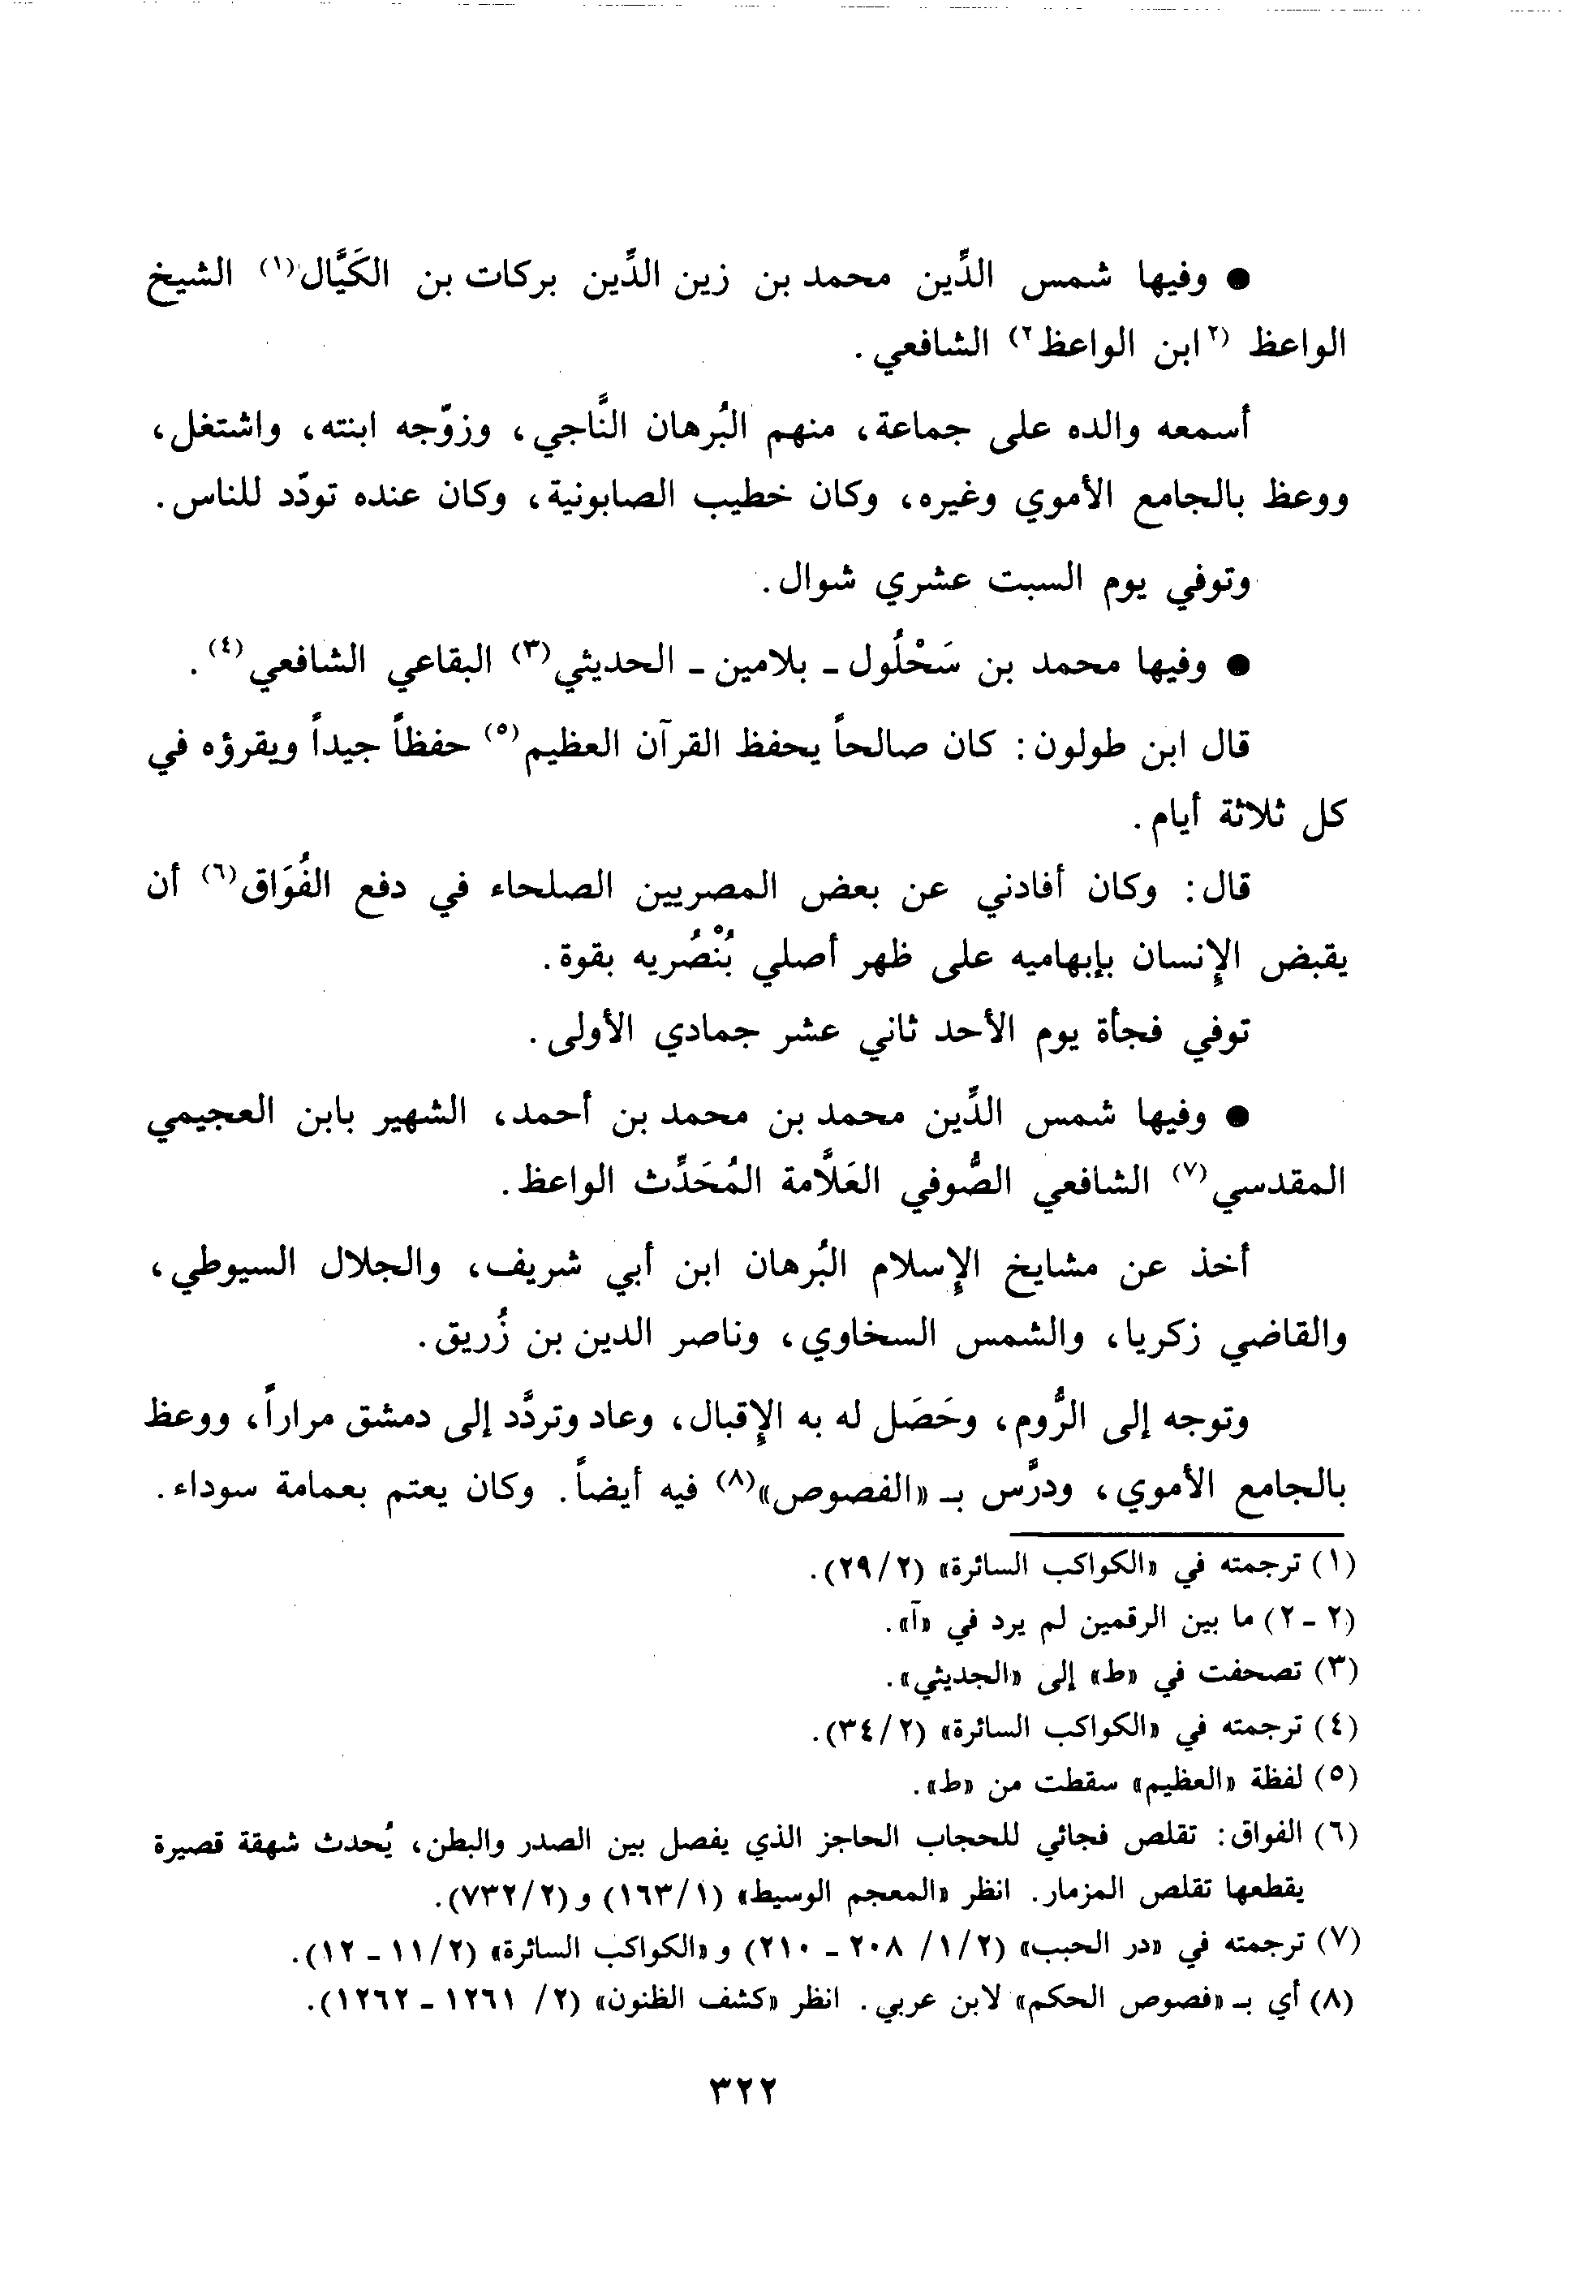 ● وفيها شمس الدِّين محمد بن زين الدِّين بركات بن الكَيَّال(١) الشيخ
الواعظ (٢ابن الواعظ٢) الشافعي.
أسمعه والده على جماعة، منهم البُرهان النَّاجي، وزوّجه ابنته، واشتغل،
ووعظ بالجامع الأموي وغيره، وكان خطيب الصابونية، وكان عنده تودّد للناس.
وتوفي يوم السبت عشري شوال.
● وفيها محمد بن سَحْلُول ـ بلامين ـ الحديثي(٣) البقاعي الشافعي(٤).
قال ابن طولون: كان صالحاً يحفظ القرآن العظيم(٥) حفظاً جيداً ويقرؤه في
كل ثلاثة أيام.
قال: وكان أفادني عن بعض المصريين الصلحاء في دفع الفُوَاق(٦) أن
يقبض الإنسان بإبهاميه على ظهر أصلي بُنْصُريه بقوة.
توفي فجأة يوم الأحد ثاني عشر جمادي الأولى.
● وفيها شمس الدِّين محمد بن محمد بن أحمد، الشهير بابن العجيمي
المقدسي(٧) الشافعي الصُّوفي العَلَّامة المُحَدِّث الواعظ.
أخذ عن مشايخ الإسلام البُرهان ابن أبي شريف، والجلال السيوطي،
والقاضي زكريا، والشمس السخاوي، وناصر الدين بن زُريق.
وتوجه إلى الرُّوم، وحَصَل له به الإقبال، وعاد وتردَّد إلى دمشق مراراً، ووعظ
بالجامع الأموي، ودرَّس بـ «الفصوص»(٨) فيه أيضاً. وكان يعتم بعمامة سوداء.
(١) ترجمته في «الكواكب السائرة» (٢/٢٩).
(٢ ـ ٢) ما بين الرقمين لم يرد في «آ».
(٣) تصحفت في «ط» إلى «الجديثي».
(٤) ترجمته في «الكواكب السائرة» (٢/٣٤).
(٥) لفظة «العظيم» سقطت من «ط».
(٦) الفواق: تقلص فجائي للحجاب الحاجز الذي يفصل بين الصدر والبطن، يُحدث شهقة قصيرة
يقطعها تقلص المزمار. انظر «المعجم الوسيط» (١/١٦٣) و (٢/٧٣٢).
(٧) ترجمته في «در الحبب» (٢/١/ ٢٠٨ ـ ٢١٠) و «الكواكب السائرة» (٢/١١ ـ ١٢).
(٨) أي بـ «فصوص الحكم» لابن عربي. انظر «كشف الظنون» (٢/ ١٢٦١ ـ ١٢٦٢).
٣٢٢